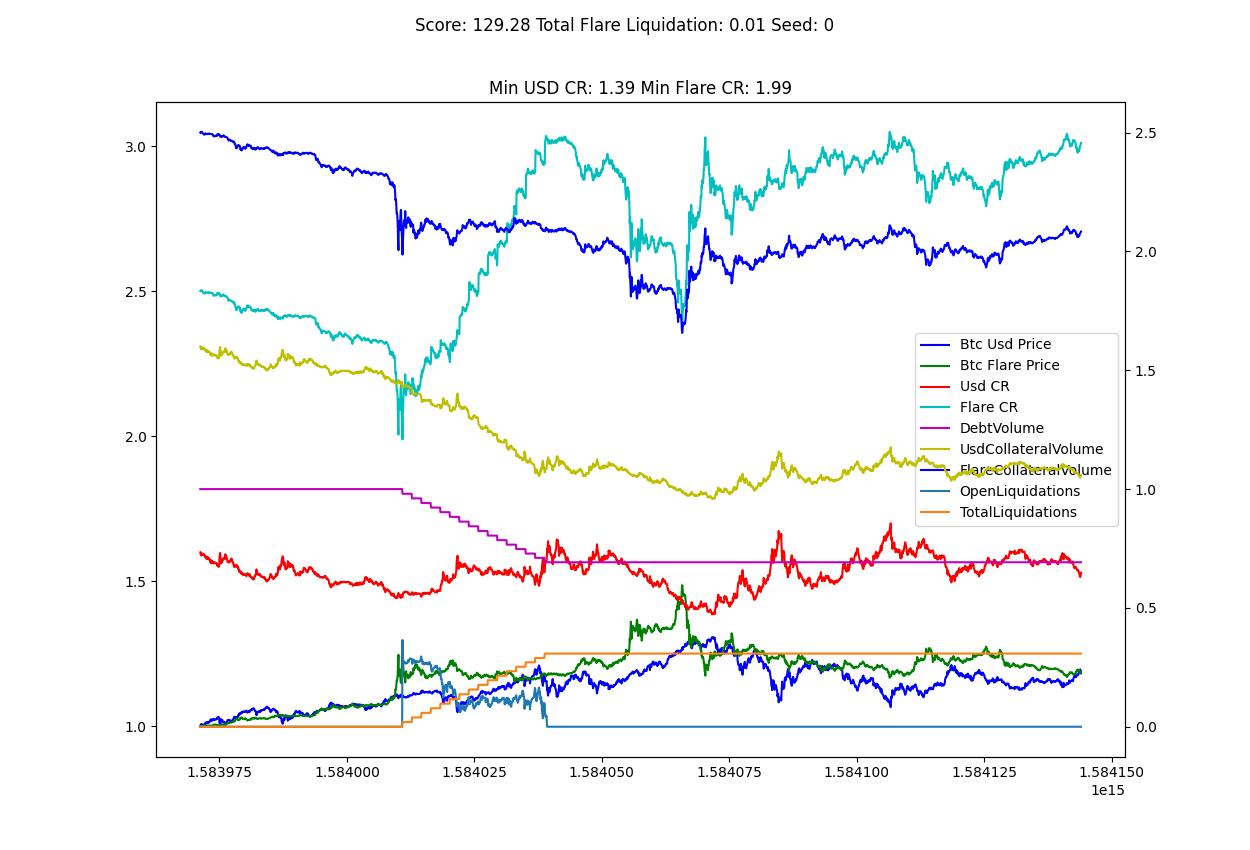 Score: 129.28 Total Flare Liquidation: 0.01 Seed: 0
Min USD CR: 1.39 Min Flare CR: 1.99
3.0
2.5
2.0
1.5
1.0
2.5
2.0
1.5
1.0
0.5
0.0
Btc Usd Price
Btc Flare Price
Usd CR
Flare CR
DebtVolume
UsdCollateralVolume
FlareCollateralVolume
OpenLiquidations
TotalLiquidations
1.583975 1.584000 1.584025 1.584050 1.584075 1.584100 1.584125 1.584150
1e15